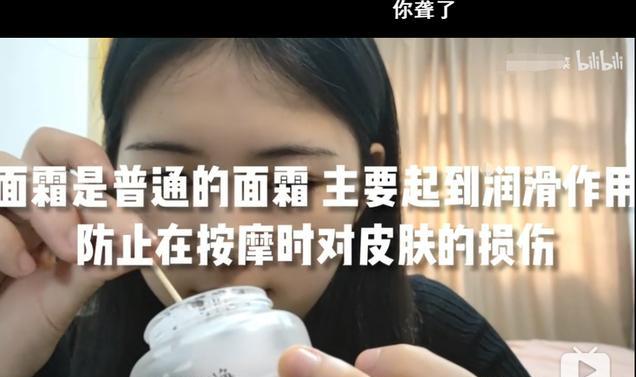 你聋了
bilibili
面霜是普通的面霜 主要起到润滑作用
防止在按摩时对皮肤的损伤